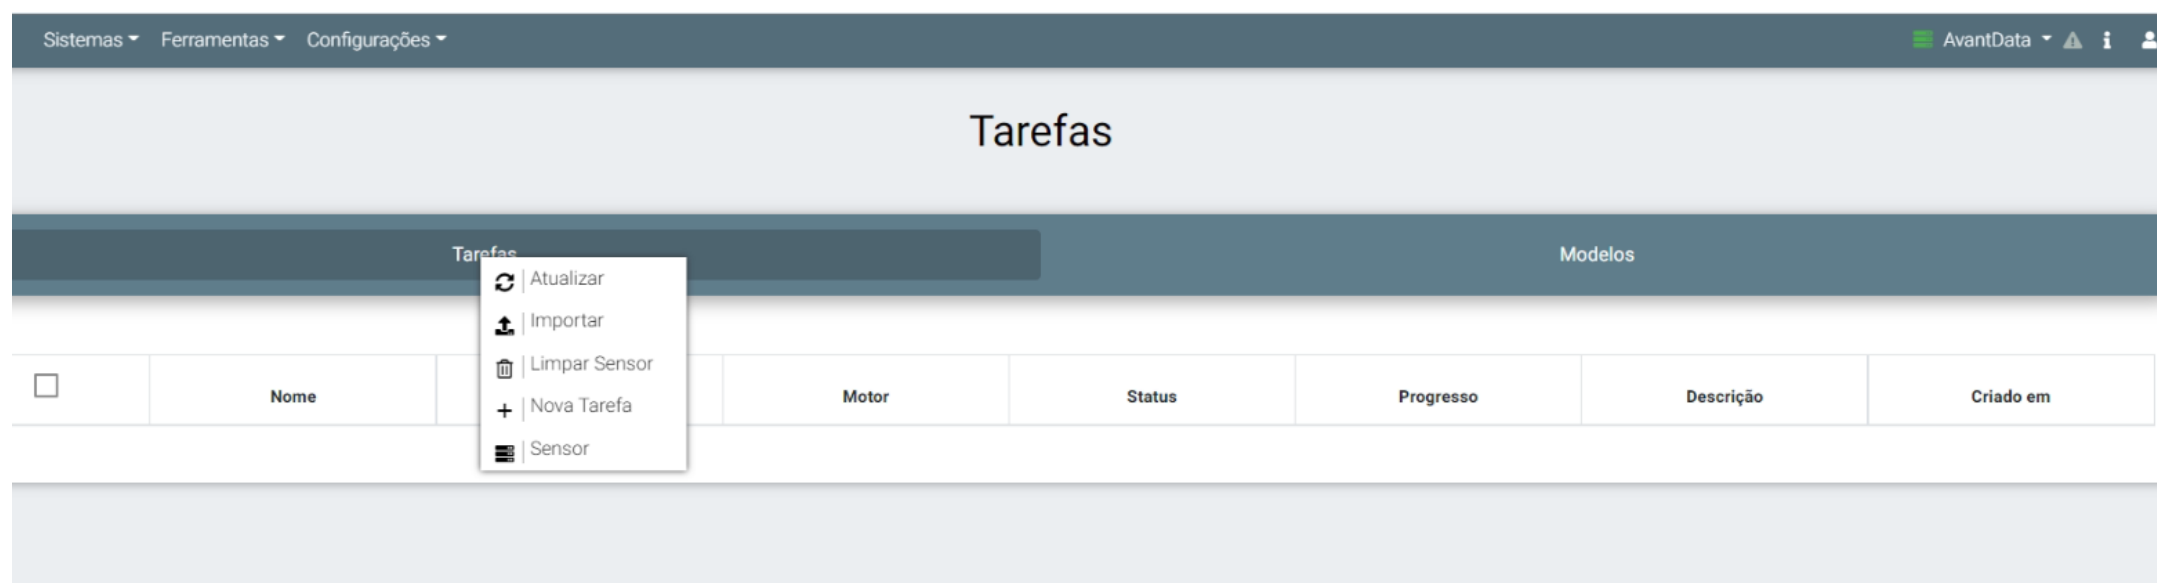 Sistemas Ferramentas Configurações AvantData
Tarefas
Tarefas Modelos
Atualizar
Importar
Limpar Sensor
Nova Tarefa
Sensor
Nome Motor Status Progresso Descrição Criado em